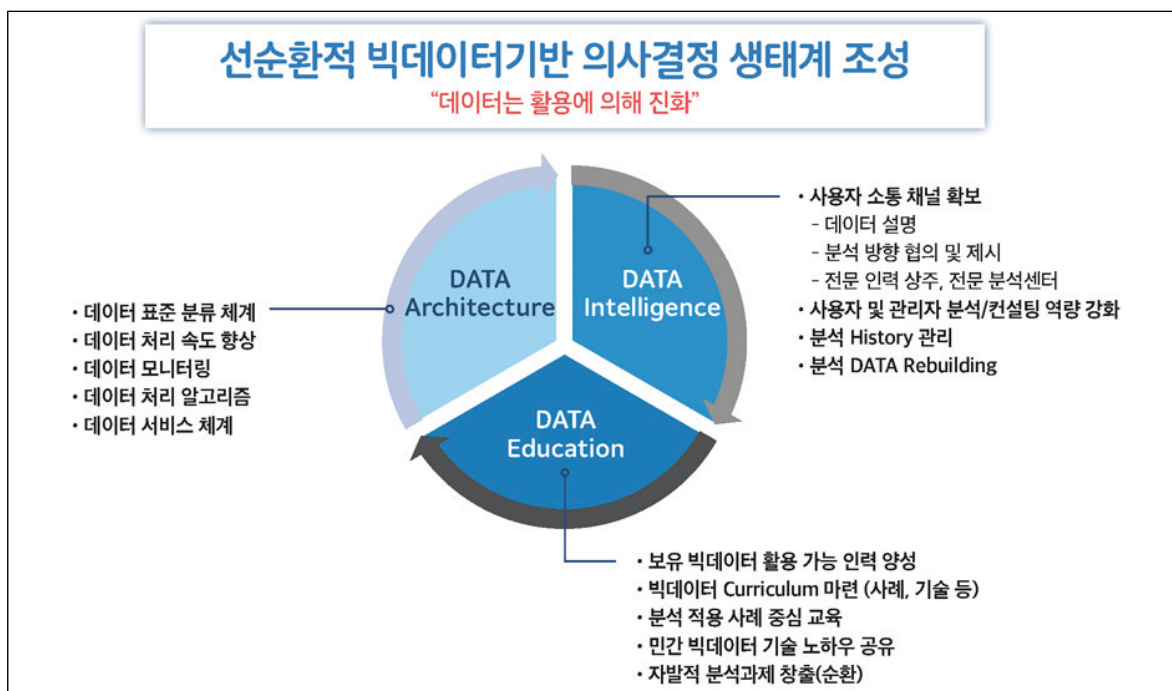 선순환적 빅데이터기반 의사결정 생태계 조성
“데이터는 활용에 의해 진화”
DATA
Architecture
• 데이터 표준 분류 체계
• 데이터 처리 속도 향상
• 데이터 모니터링
• 데이터 처리 알고리즘
• 데이터 서비스 체계
DATA
Intelligence
• 사용자 소통 채널 확보
- 데이터 설명
- 분석 방향 협의 및 제시
- 전문 인력 상주, 전문 분석센터
• 사용자 및 관리자 분석/컨설팅 역량 강화
• 분석 History 관리
• 분석 DATA Rebuilding
DATA
Education
• 보유 빅데이터 활용 가능 인력 양성
• 빅데이터 Curriculum 마련 (사례, 기술 등)
• 분석 적용 사례 중심 교육
• 민간 빅데이터 기술 노하우 공유
• 자발적 분석과제 창출(순환)